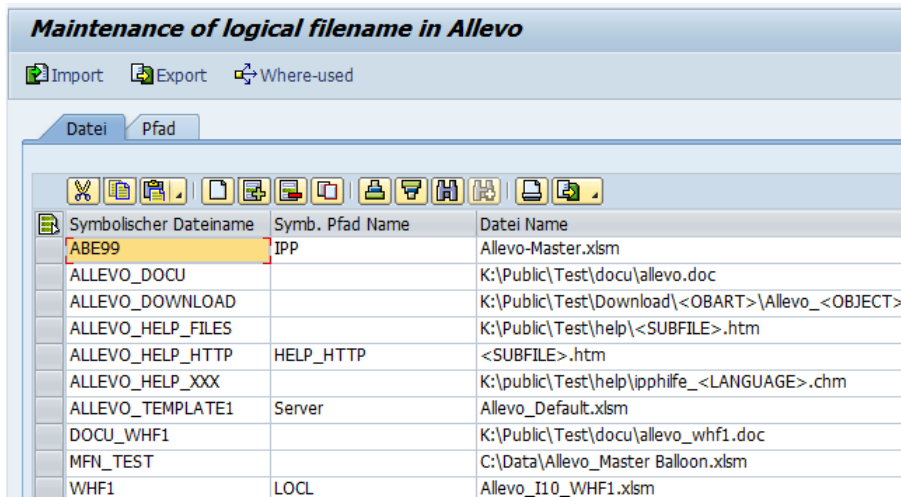 Maintenance of logical filename in Allevo
Import Export Where-used
Datei Pfad
Symbolischer Dateiname Symb. Pfad Name Datei Name
ABE99 IPP Allevo-Master.xlsm
ALLEVO_DOCU K:\Public\Test\docu\allevo.doc
ALLEVO_DOWNLOAD K:\Public\Test\Download\<OBART>\Allevo_<OBJECT>
ALLEVO_HELP_FILES K:\Public\Test\help\<SUBFILE>.htm
ALLEVO_HELP_HTTP HELP_HTTP <SUBFILE>.htm
ALLEVO_HELP_XXX K:\public\Test\help\ipphilfe_<LANGUAGE>.chm
ALLEVO_TEMPLATE1 Server Allevo_Default.xlsm
DOCU_WHF1 K:\Public\Test\docu\allevo_whf1.doc
MFN_TEST C:\Data\Allevo_Master Balloon.xlsm
WHF1 LOCL Allevo_I10_WHF1.xlsm